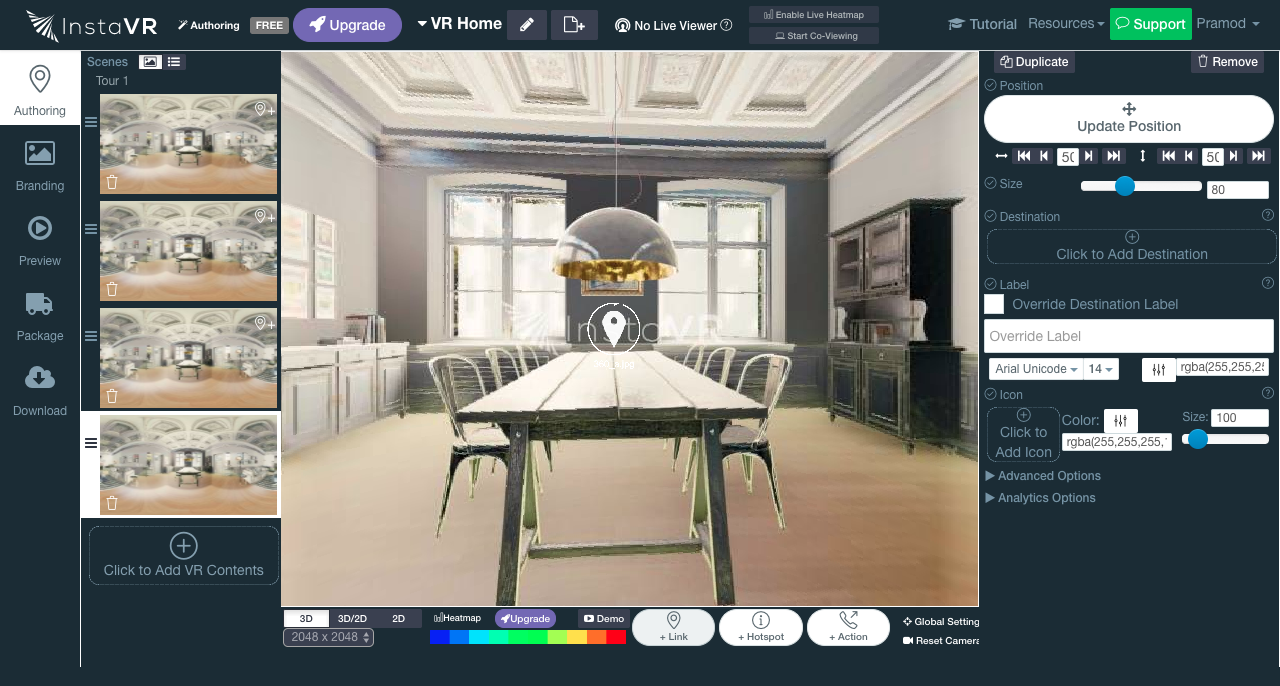 InstaVR
Authoring
FREE
Upgrade
VR Home
No Live Viewer
Enable Live Heatmap
Start Co-Viewing
Tutorial
Resources
Support
Pramod
Authoring
Branding
Preview
Package
Download
Scenes
Tour 1
Click to Add VR Contents
InstaVR
3D
3D/2D
2D
2048 x 2048
Heatmap
Upgrade
Demo
+ Link
+ Hotspot
+ Action
Global Setting
Reset Camera
Duplicate
Remove
Position
Update Position
50
50
Size
80
Destination
Click to Add Destination
Label
Override Destination Label
Override Label
Arial Unicode
14
rgba(255,255,25
Icon
Click to
Add Icon
Color:
rgba(255,255,255,
Size:
100
Advanced Options
Analytics Options